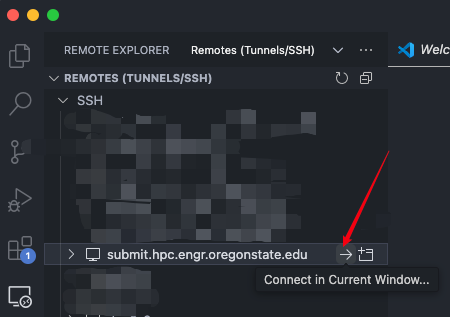 REMOTE EXPLORER Remotes (Tunnels/SSH) Welc
REMOTES (TUNNELS/SSH)
SSH
submit.hpc.engr.oregonstate.edu
1
Connect in Current Window...